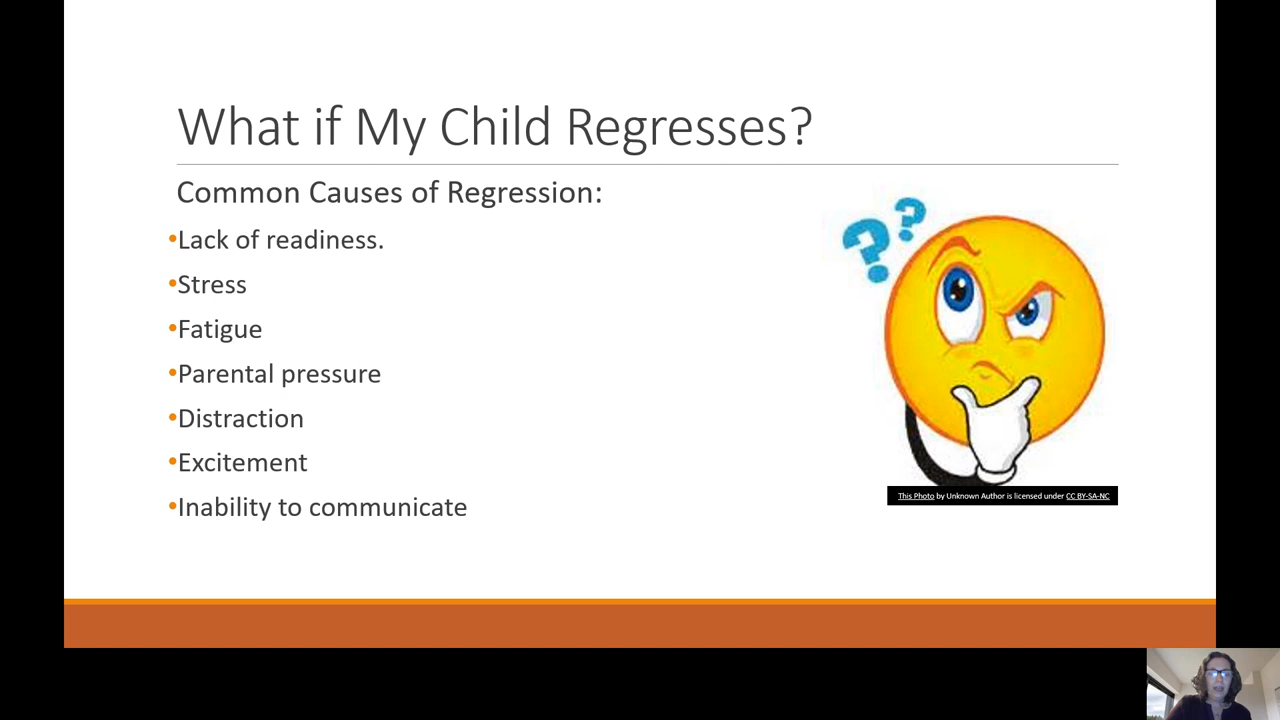 What if My Child Regresses?
Common Causes of Regression:
•Lack of readiness.
•Stress
•Fatigue
•Parental pressure
•Distraction
•Excitement
•Inability to communicate
? ?
This Photo by Unknown Author is licensed under CC BY-SA-NC